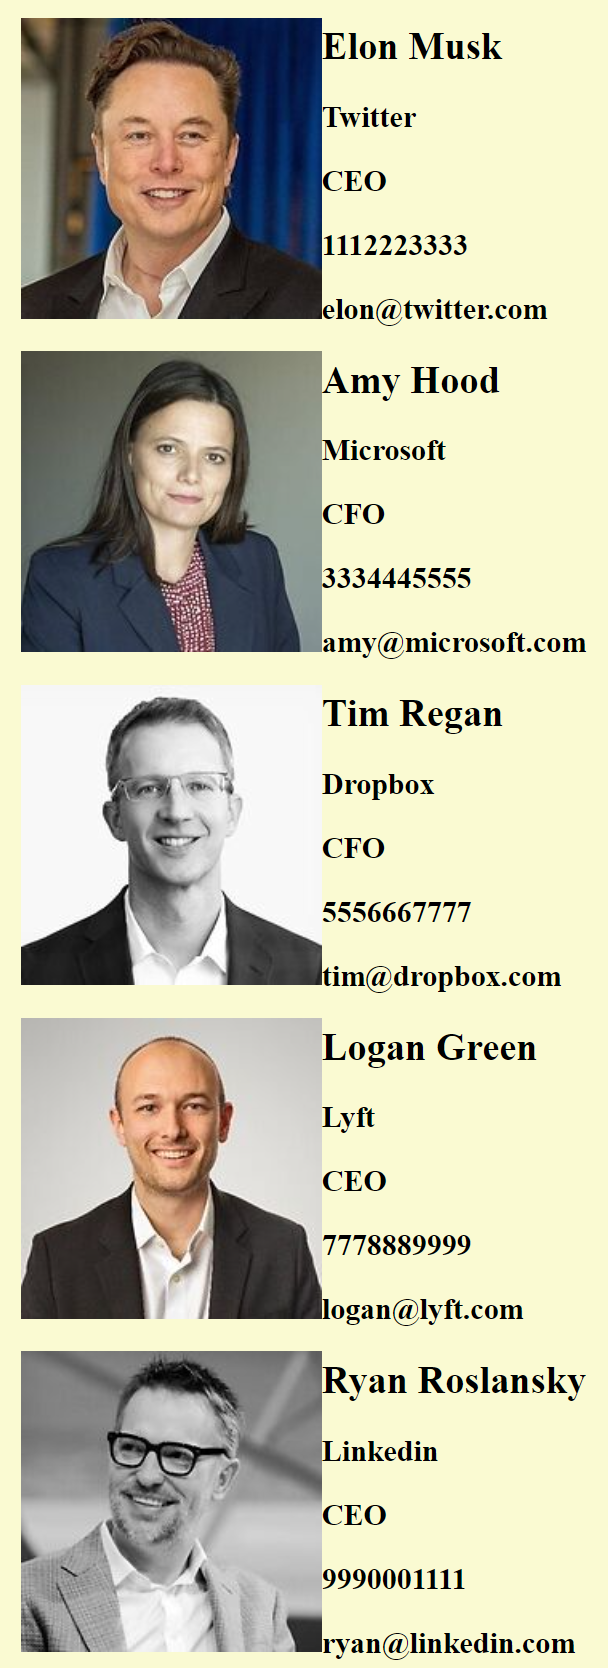 Elon Musk
Twitter
CEO
1112223333
elon@twitter.com
Amy Hood
Microsoft
CFO
3334445555
amy@microsoft.com
Tim Regan
Dropbox
CFO
5556667777
tim@dropbox.com
Logan Green
Lyft
CEO
7778889999
logan@lyft.com
Ryan Roslansky
Linkedin
CEO
9990001111
ryan@linkedin.com